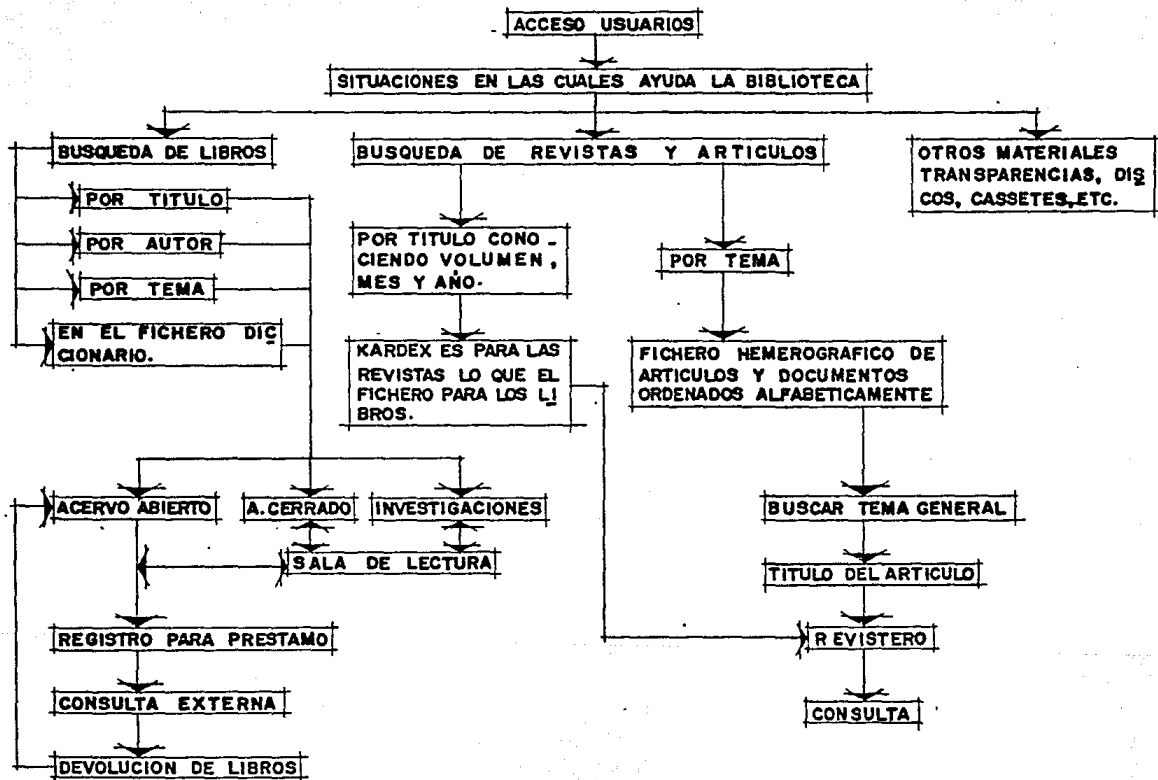 ACCESO USUARIOS
SITUACIONES EN LAS CUALES AYUDA LA BIBLIOTECA
BUSQUEDA DE LIBROS
POR TITULO
POR AUTOR
POR TEMA
EN EL FICHERO DIC
CIONARIO.
BUSQUEDA DE REVISTAS Y ARTICULOS
POR TITULO CONO -
CIENDO VOLUMEN,
MES Y AÑO.
KARDEX ES PARA LAS
REVISTAS LO QUE EL
FICHERO PARA LOS LI
BROS.
POR TEMA
FICHERO HEMEROGRAFICO DE
ARTICULOS Y DOCUMENTOS
ORDENADOS ALFABETICAMENTE
OTROS MATERIALES
TRANSPARENCIAS, DIS
COS, CASSETES, ETC.
ACERVO ABIERTO
A. CERRADO
INVESTIGACIONES
SALA DE LECTURA
REGISTRO PARA PRESTAMO
CONSULTA EXTERNA
DEVOLUCION DE LIBROS
BUSCAR TEMA GENERAL
TITULO DEL ARTICULO
REVISTERO
CONSULTA